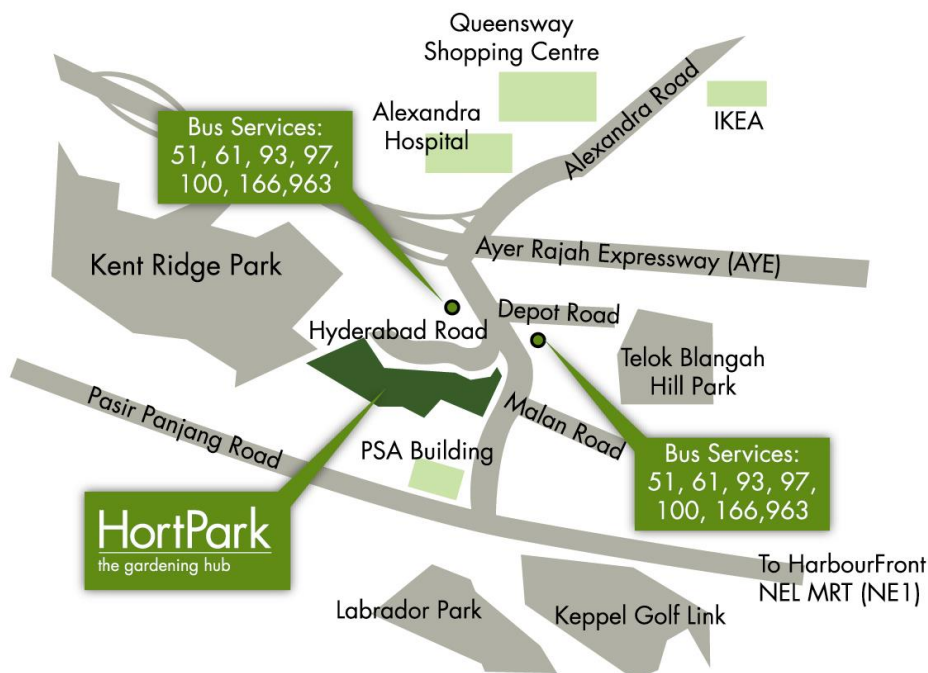 Queensway
Shopping Centre
Alexandra Road
IKEA
Alexandra
Hospital
Bus Services:
51, 61, 93, 97,
100, 166,963
Ayer Rajah Expressway (AYE)
Kent Ridge Park
Depot Road
Hyderabad Road
Telok Blangah
Hill Park
Malan Road
Pasir Panjang Road
PSA Building
Bus Services:
51, 61, 93, 97,
100, 166,963
HortPark
the gardening hub
To HarbourFront
NEL MRT (NE1)
Labrador Park
Keppel Golf Link